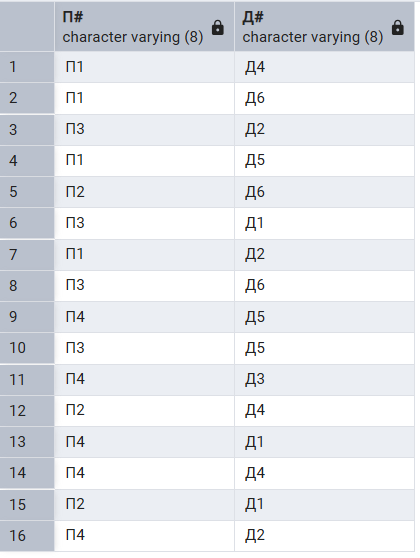 П# Д#
character varying (8) character varying (8)
1 П1 Д4
2 П1 Д6
3 П3 Д2
4 П1 Д5
5 П2 Д6
6 П3 Д1
7 П1 Д2
8 П3 Д6
9 П4 Д5
10 П3 Д5
11 П4 Д3
12 П2 Д4
13 П4 Д1
14 П4 Д4
15 П2 Д1
16 П4 Д2